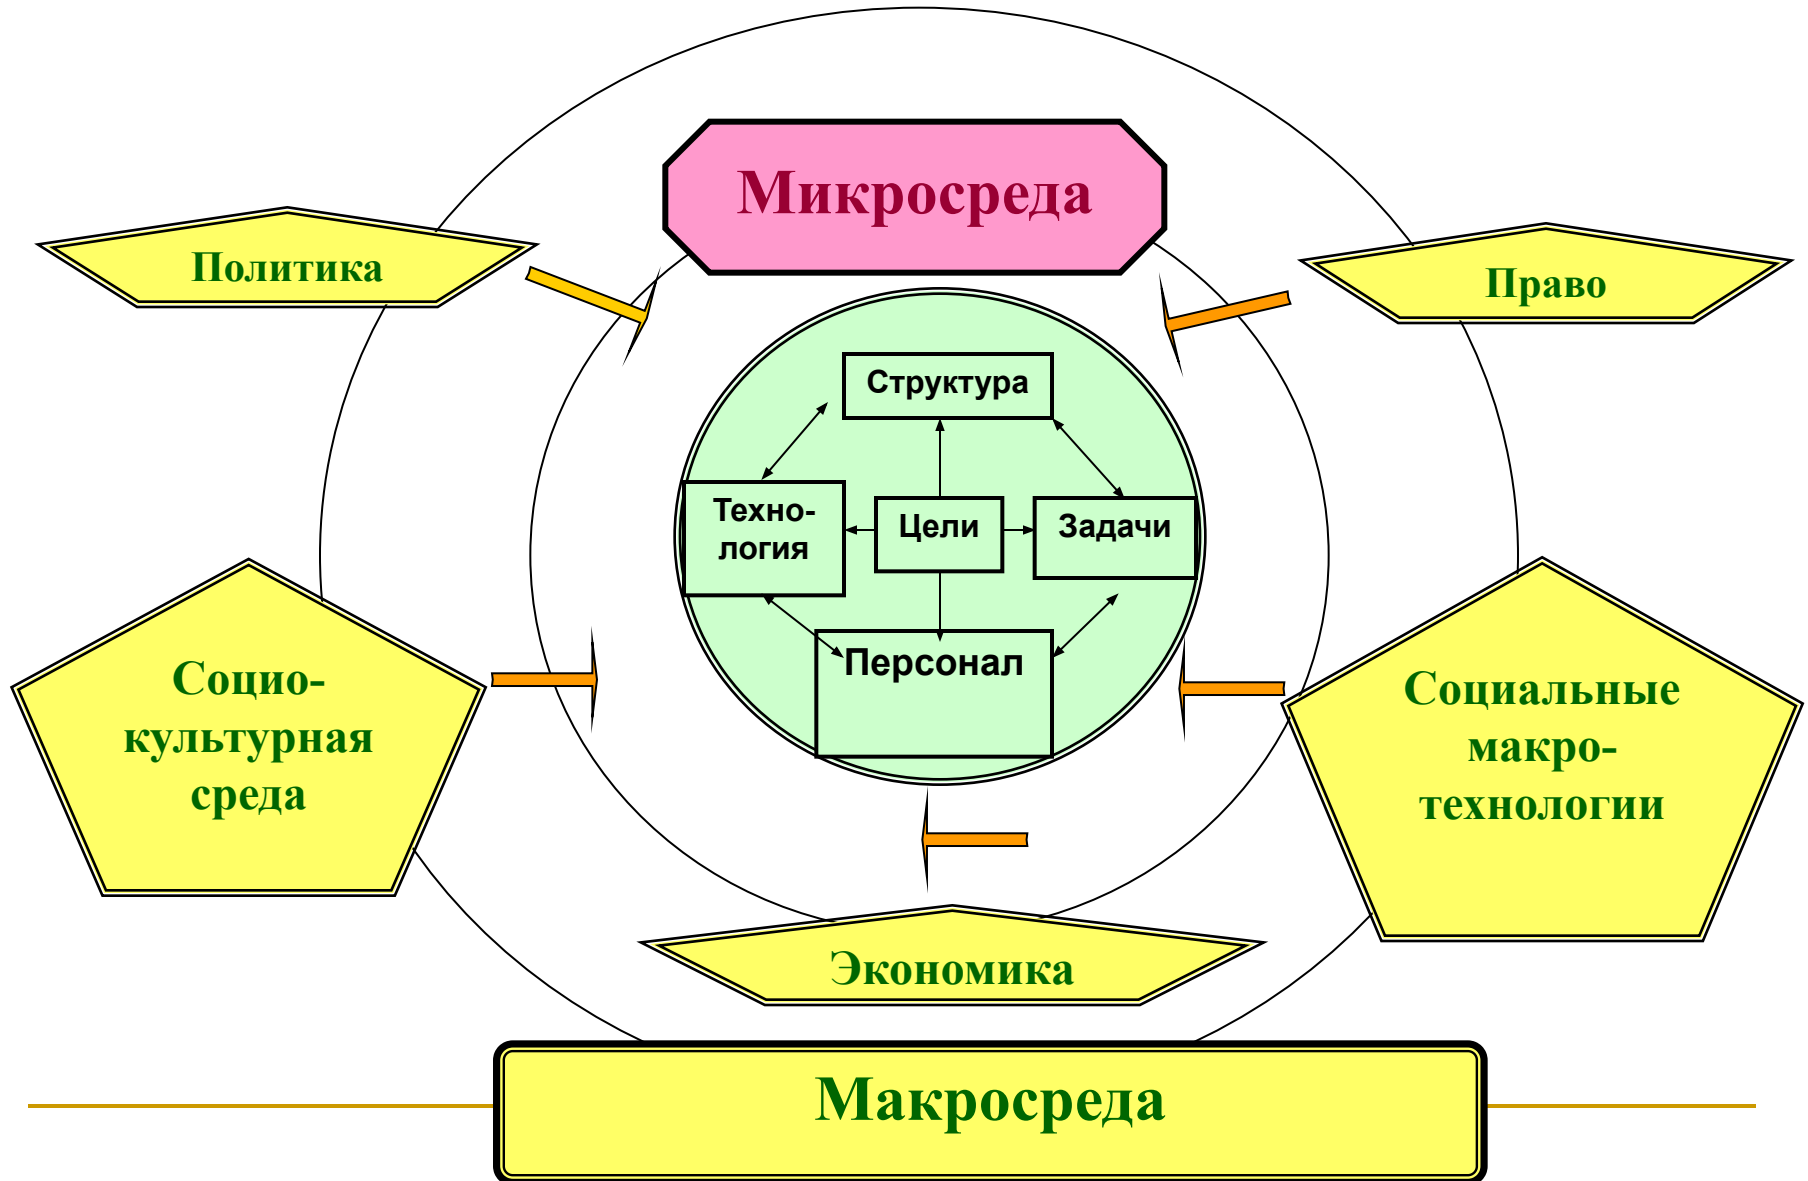 Микросреда
Политика
Право
Структура
Техно-
логия
Цели
Задачи
Персонал
Социо-
культурная
среда
Социальные
макро-
технологии
Экономика
Макросреда